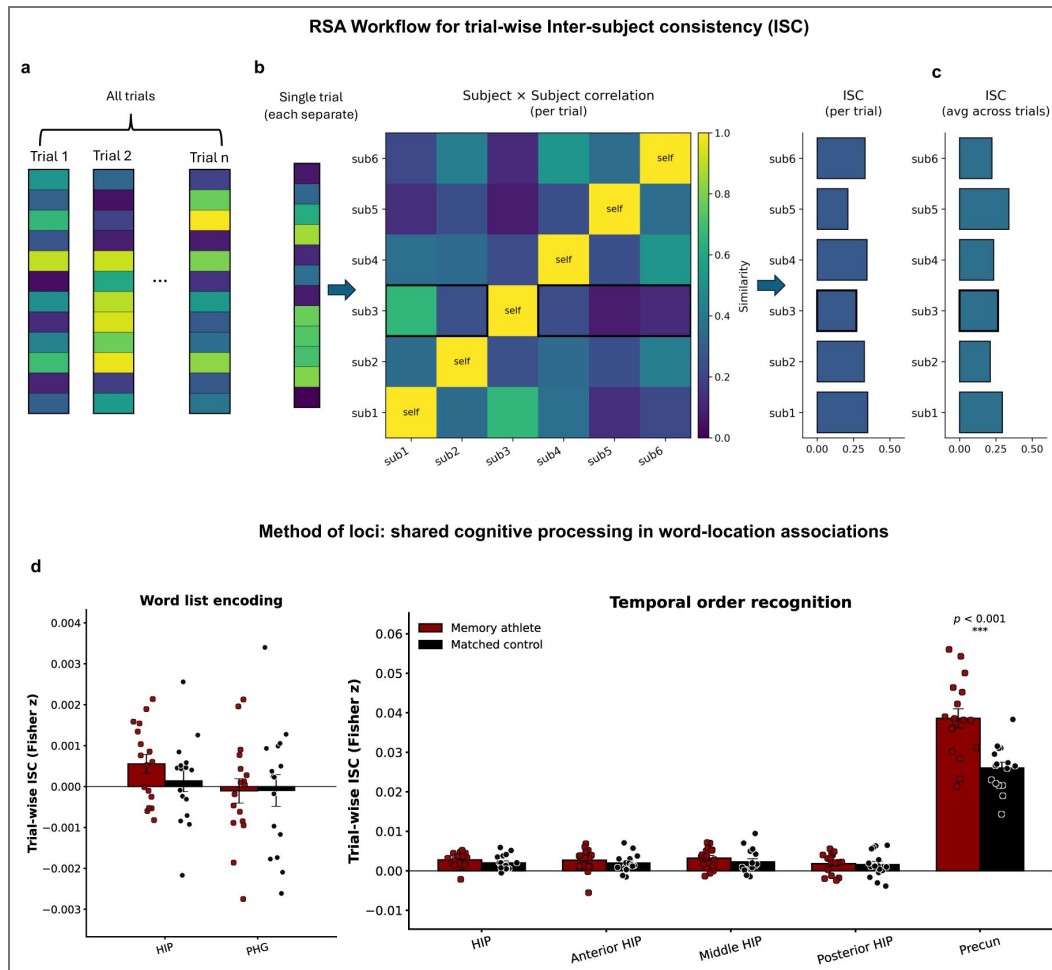 RSA Workflow for trial-wise Inter-subject consistency (ISC)
a
All trials
Trial 1
Trial 2
Trial n
...
b
Single trial
(each separate)
Subject × Subject correlation
(per trial)
sub6
sub5
sub4
sub3
sub2
sub1
self
self
self
self
self
self
sub1
sub2
sub3
sub4
sub5
sub6
1.0
0.8
0.6
0.4
0.2
0.0
Similarity
ISC
(per trial)
sub6
sub5
sub4
sub3
sub2
sub1
0.00 0.25
c
ISC
(avg across trials)
sub6
sub5
sub4
sub3
sub2
sub1
0.00 0.25
Method of loci: shared cognitive processing in word-location associations
d
Word list encoding
Trial-wise ISC (Fisher z)
0.004
0.003
0.002
0.001
0.000
−0.001
−0.002
−0.003
HIP
PHG
Temporal order recognition
Memory athlete
Matched control
p < 0.001
***
Trial-wise ISC (Fisher z)
0.06
0.05
0.04
0.03
0.02
0.01
0.00
−0.01
HIP
Anterior HIP
Middle HIP
Posterior HIP
Precun